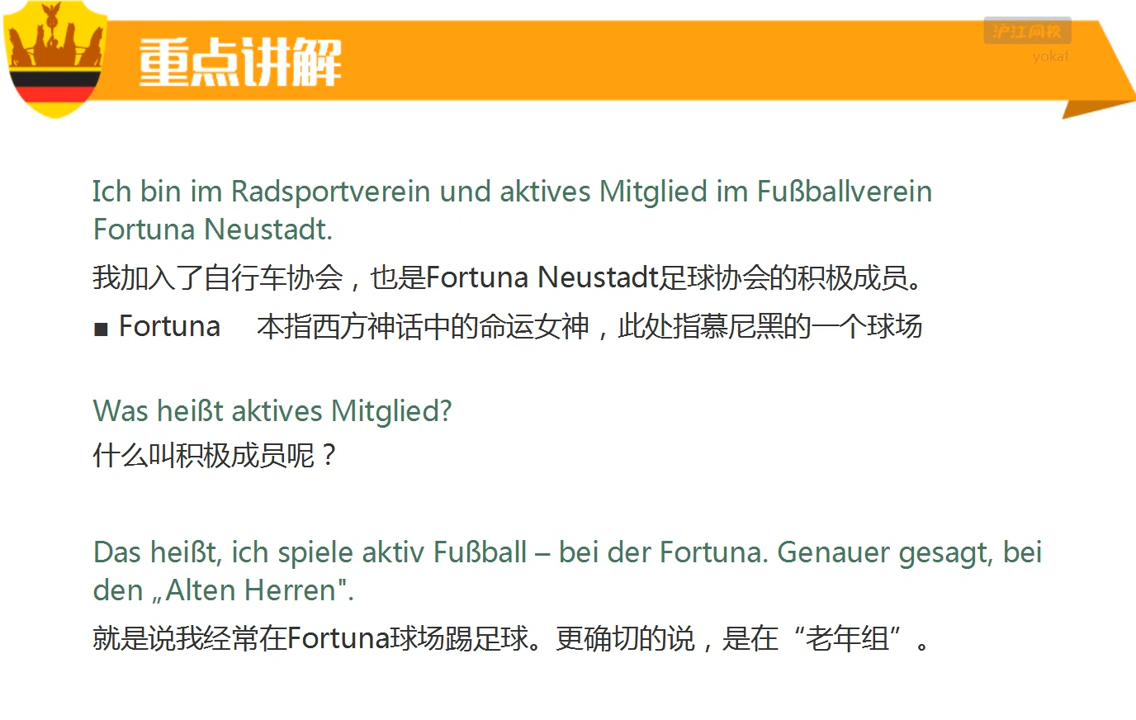 重点讲解
沪江网校
yokaf
Ich bin im Radsportverein und aktives Mitglied im Fußballverein
Fortuna Neustadt.
我加入了自行车协会，也是Fortuna Neustadt足球协会的积极成员。
■ Fortuna 本指西方神话中的命运女神，此处指慕尼黑的一个球场
Was heißt aktives Mitglied?
什么叫积极成员呢？
Das heißt, ich spiele aktiv Fußball – bei der Fortuna. Genauer gesagt, bei
den „Alten Herren".
就是说我经常在Fortuna球场踢足球。更确切的说，是在“老年组”。